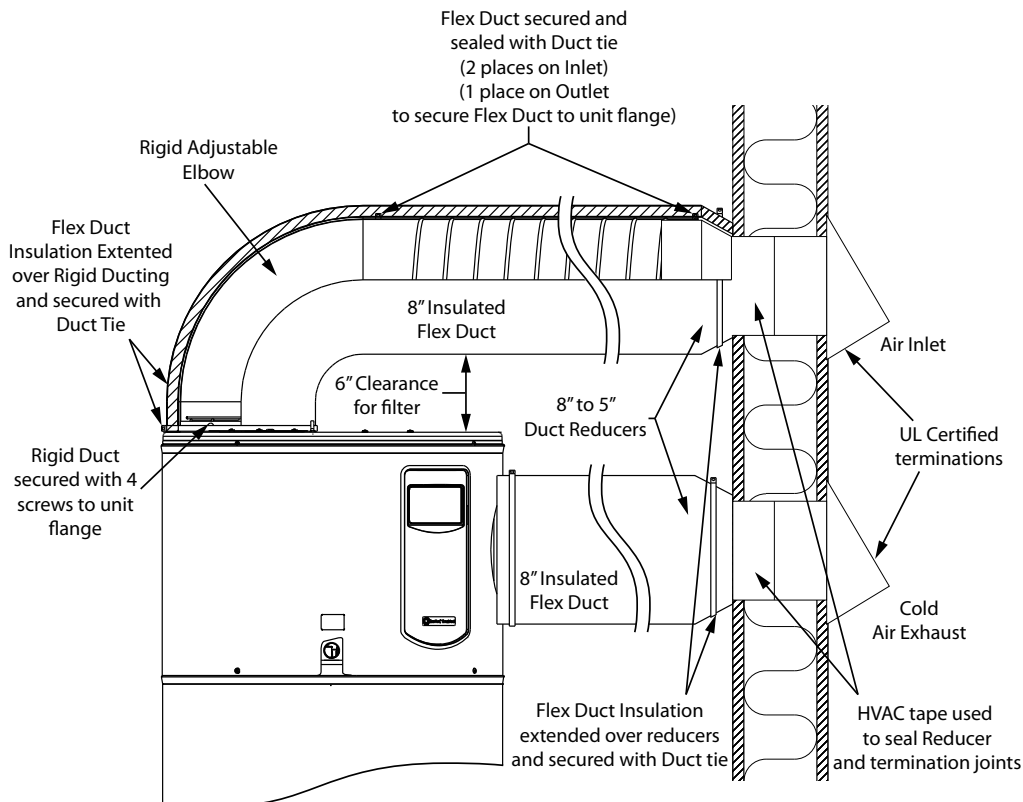 Flex Duct secured and
sealed with Duct tie
(2 places on Inlet)
(1 place on Outlet
to secure Flex Duct to unit flange)
Rigid Adjustable
Elbow
Flex Duct
Insulation Extented
over Rigid Ducting
and secured with
Duct Tie
8” Insulated
Flex Duct
Air Inlet
6” Clearance
for filter
8” to 5”
Duct Reducers
UL Certified
terminations
Rigid Duct
secured with 4
screws to unit
flange
8” Insulated
Flex Duct
Cold
Air Exhaust
Flex Duct Insulation
extended over reducers
and secured with Duct tie
HVAC tape used
to seal Reducer
and termination joints